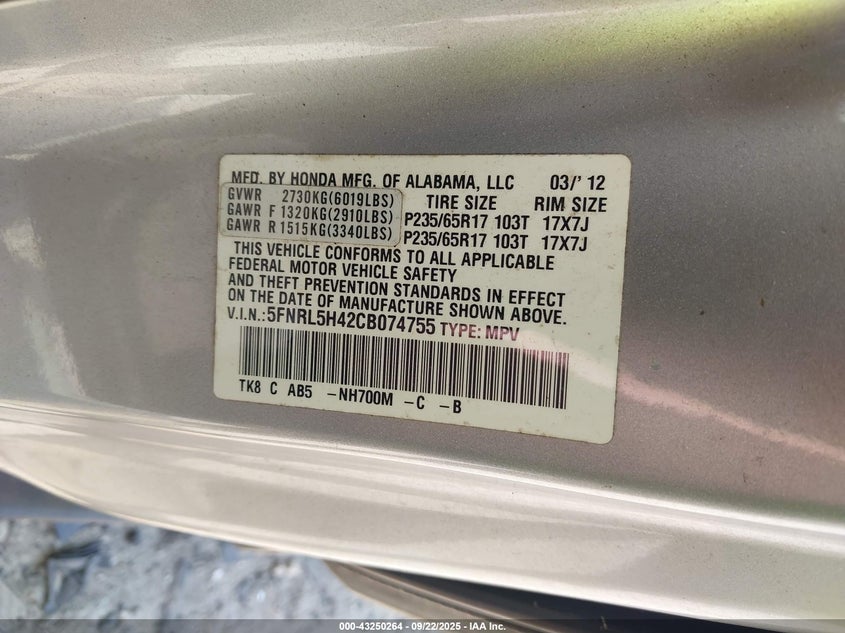 MFD. BY HONDA MFG. OF ALABAMA, LLC 03/' 12
GVWR 2730KG(6019LBS) TIRE SIZE RIM SIZE
GAWR F 1320KG(2910LBS) P235/65R17 103T 17X7J
GAWR R 1515KG(3340LBS) P235/65R17 103T 17X7J
THIS VEHICLE CONFORMS TO ALL APPLICABLE
FEDERAL MOTOR VEHICLE SAFETY
AND THEFT PREVENTION STANDARDS IN EFFECT
ON THE DATE OF MANUFACTURE SHOWN ABOVE.
V.I.N.:5FNRL5H42CB074755 TYPE: MPV
TK8 C AB5 -NH700M -C -B
000-43250264 - 09/22/2025 - IAA Inc.